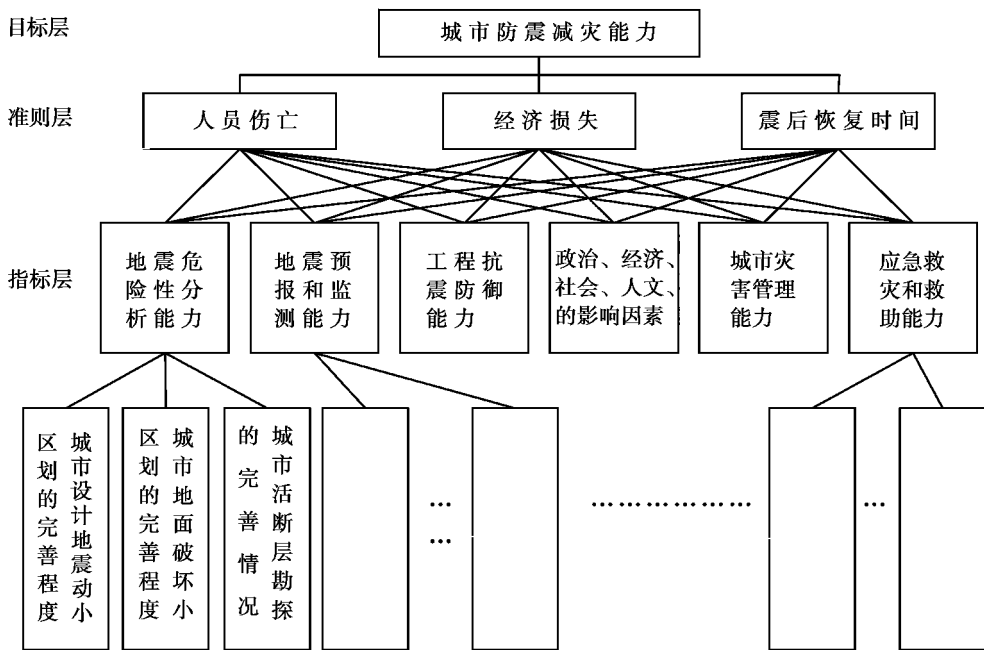 目标层
城市防震减灾能力
准则层
人员伤亡
经济损失
震后恢复时间
指标层
地震危
险性分
析能力
地震预
报和监
测能力
工程抗
震防御
能力
政治、经济、
社会、人文、
的影响因素
城市灾
害管理
能力
应急救
灾和救
助能力
城市设计地震动小
区划的完善程度
城市地面破坏小
区划的完善程度
城市活断层勘探
的完善情况
…
…
………………
…